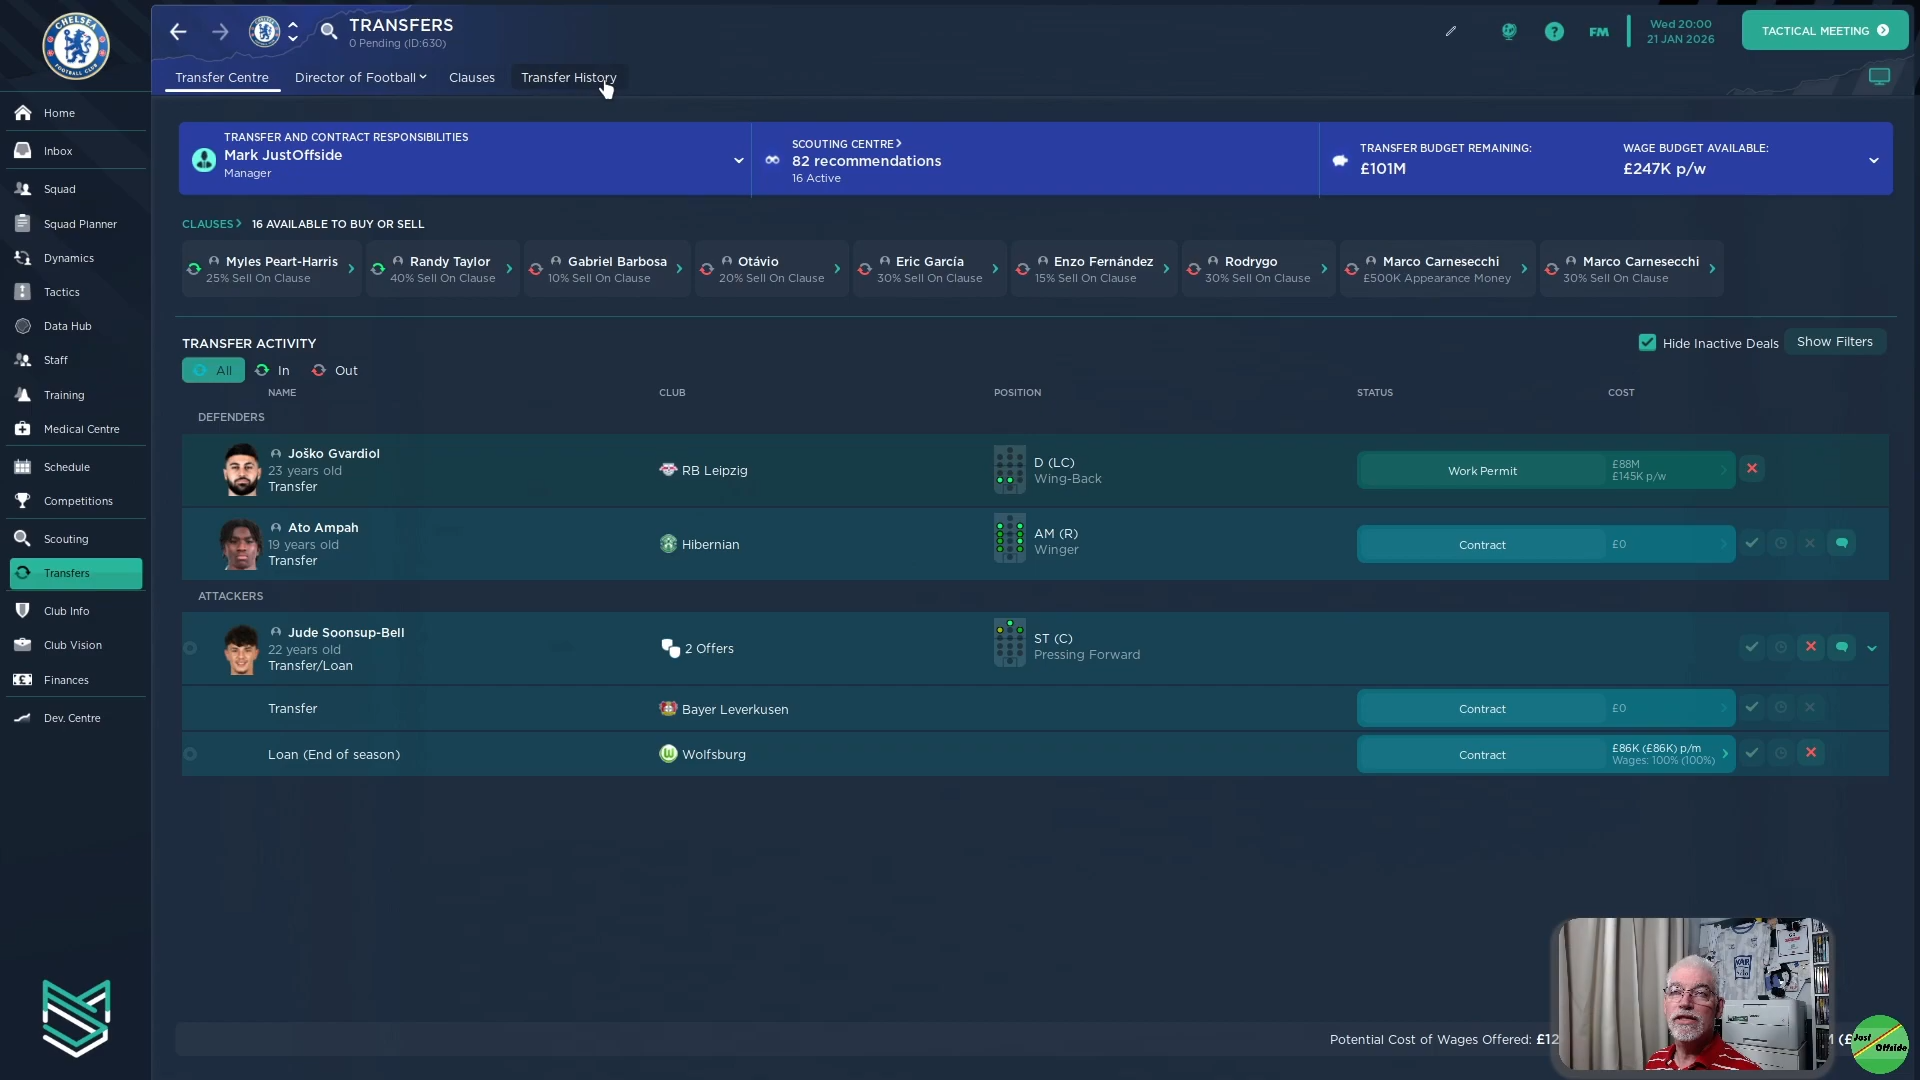 CHELSEA
FOOTBALL CLUB
TRANSFERS
0 Pending (ID:630)
FM
Wed 20:00
21 JAN 2026
TACTICAL MEETING
Transfer Centre
Director of Football
Clauses
Transfer History
Home
Inbox
Squad
Squad Planner
Dynamics
Tactics
Data Hub
Staff
Training
Medical Centre
Schedule
Competitions
Scouting
Transfers
Club Info
Club Vision
Finances
Dev. Centre
TRANSFER AND CONTRACT RESPONSIBILITIES
Mark JustOffside
Manager
SCOUTING CENTRE
82 recommendations
16 Active
TRANSFER BUDGET REMAINING:
£101M
WAGE BUDGET AVAILABLE:
£247K p/w
CLAUSES 16 AVAILABLE TO BUY OR SELL
Myles Peart-Harris
25% Sell On Clause
Randy Taylor
40% Sell On Clause
Gabriel Barbosa
10% Sell On Clause
Otávio
20% Sell On Clause
Eric García
30% Sell On Clause
Enzo Fernández
15% Sell On Clause
Rodrygo
30% Sell On Clause
Marco Carnesecchi
£500K Appearance Money
Marco Carnesecchi
30% Sell On Clause
TRANSFER ACTIVITY
Hide Inactive Deals
Show Filters
All In Out
NAME CLUB POSITION STATUS COST
DEFENDERS
Joško Gvardiol
23 years old
Transfer
RB Leipzig
D (LC)
Wing-Back
Work Permit
£88M
£145K p/w
Ato Ampah
19 years old
Transfer
Hibernian
AM (R)
Winger
Contract
£0
ATTACKERS
Jude Soonsup-Bell
22 years old
Transfer/Loan
2 Offers
ST (C)
Pressing Forward
Transfer
Bayer Leverkusen
Contract
£0
Loan (End of season)
Wolfsburg
Contract
£86K (£86K) p/m
Wages: 100% (100%)
Potential Cost of Wages Offered: £12
(£
Just
Offside